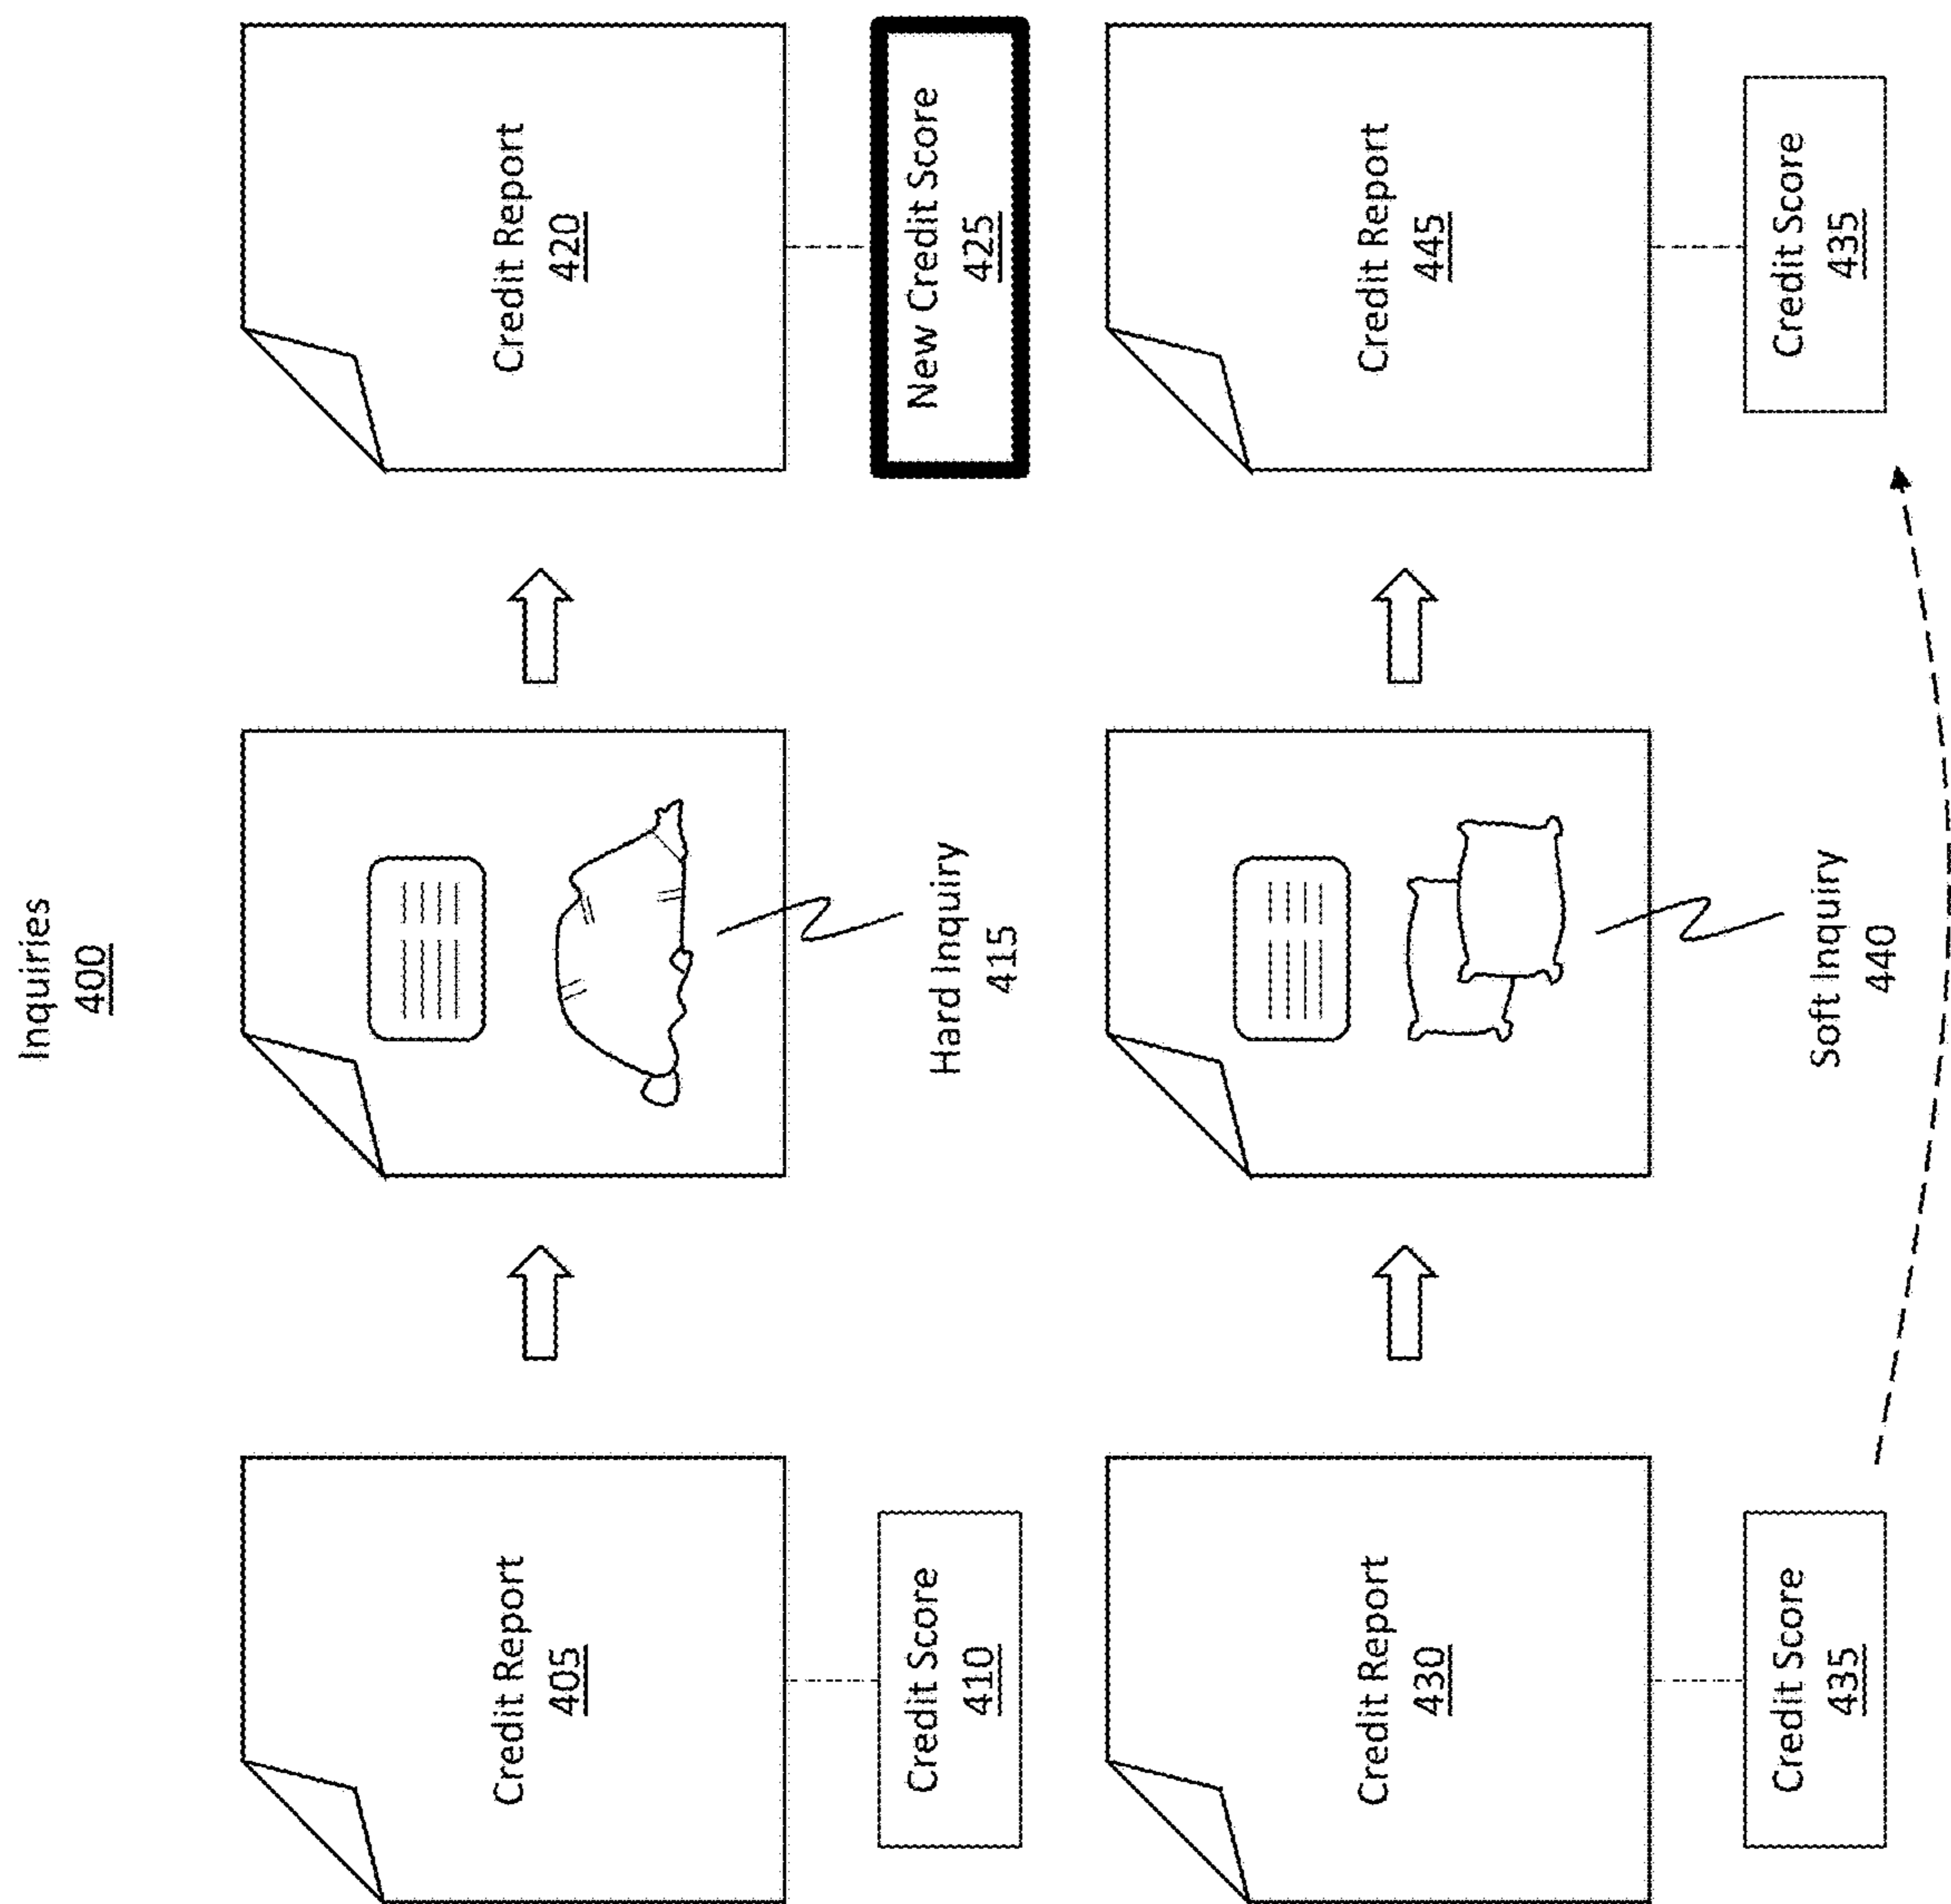 Inquiries
400
Credit Report
405
Credit Score
410
Hard Inquiry
415
Credit Report
420
New Credit Score
425
Credit Report
430
Credit Score
435
Soft Inquiry
440
Credit Report
445
Credit Score
435